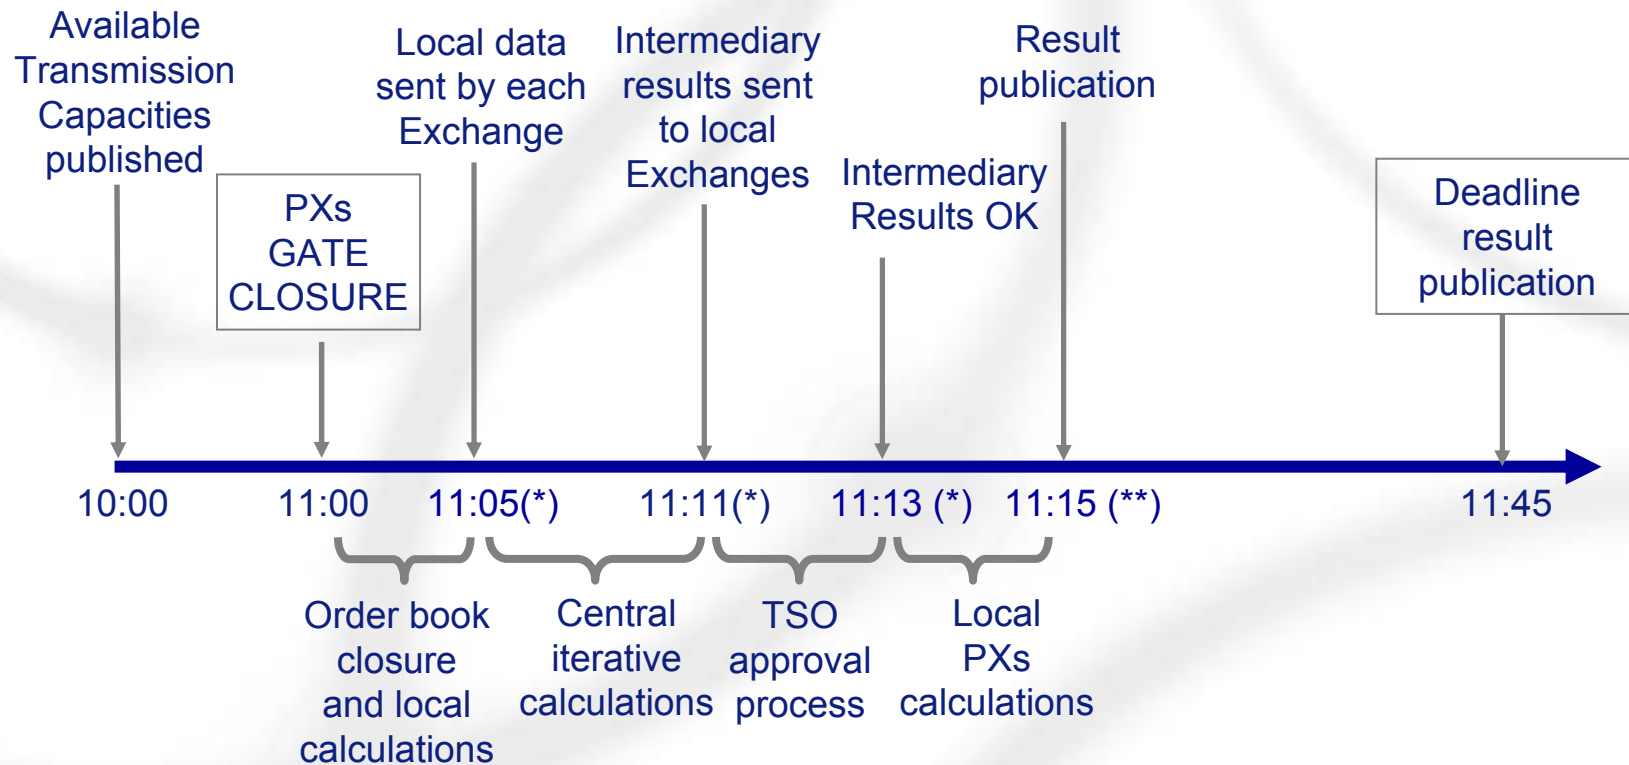 Available
Transmission
Capacities
published
PXs
GATE
CLOSURE
Local data
sent by each
Exchange
Intermediary
results sent
to local
Exchanges
Intermediary
Results OK
Result
publication
Deadline
result
publication
10:00
11:00
11:05(*)
11:11(*)
11:13 (*)
11:15 (**)
11:45
Order book
closure
and local
calculations
Central
iterative
calculations
TSO
approval
process
Local
PXs
calculations